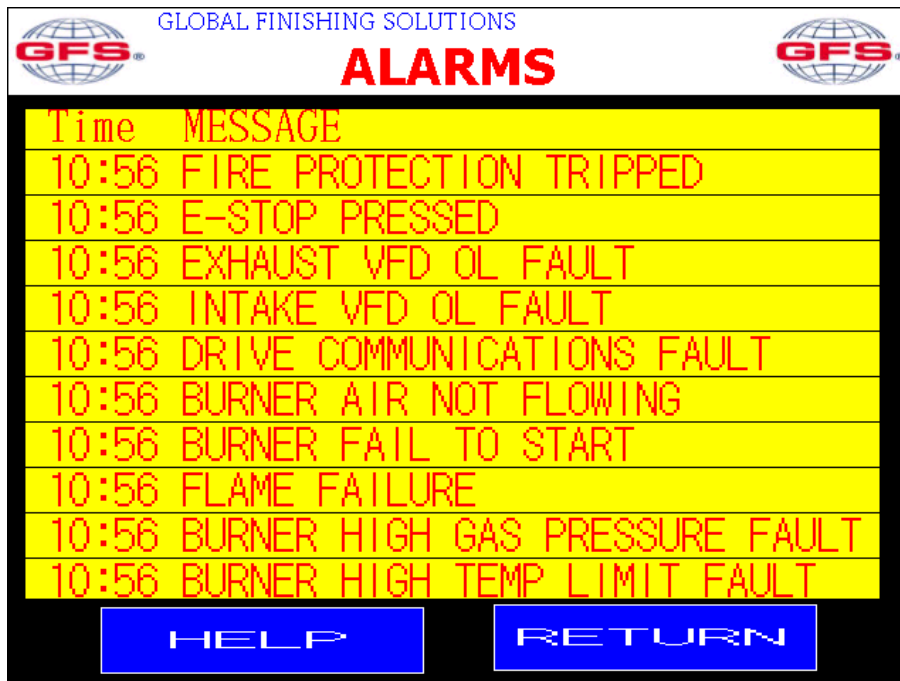 GLOBAL FINISHING SOLUTIONS
GFS®
ALARMS
GFS®
Time MESSAGE
10:56 FIRE PROTECTION TRIPPED
10:56 E-STOP PRESSED
10:56 EXHAUST VFD OL FAULT
10:56 INTAKE VFD OL FAULT
10:56 DRIVE COMMUNICATIONS FAULT
10:56 BURNER AIR NOT FLOWING
10:56 BURNER FAIL TO START
10:56 FLAME FAILURE
10:56 BURNER HIGH GAS PRESSURE FAULT
10:56 BURNER HIGH TEMP LIMIT FAULT
HELP RETURN